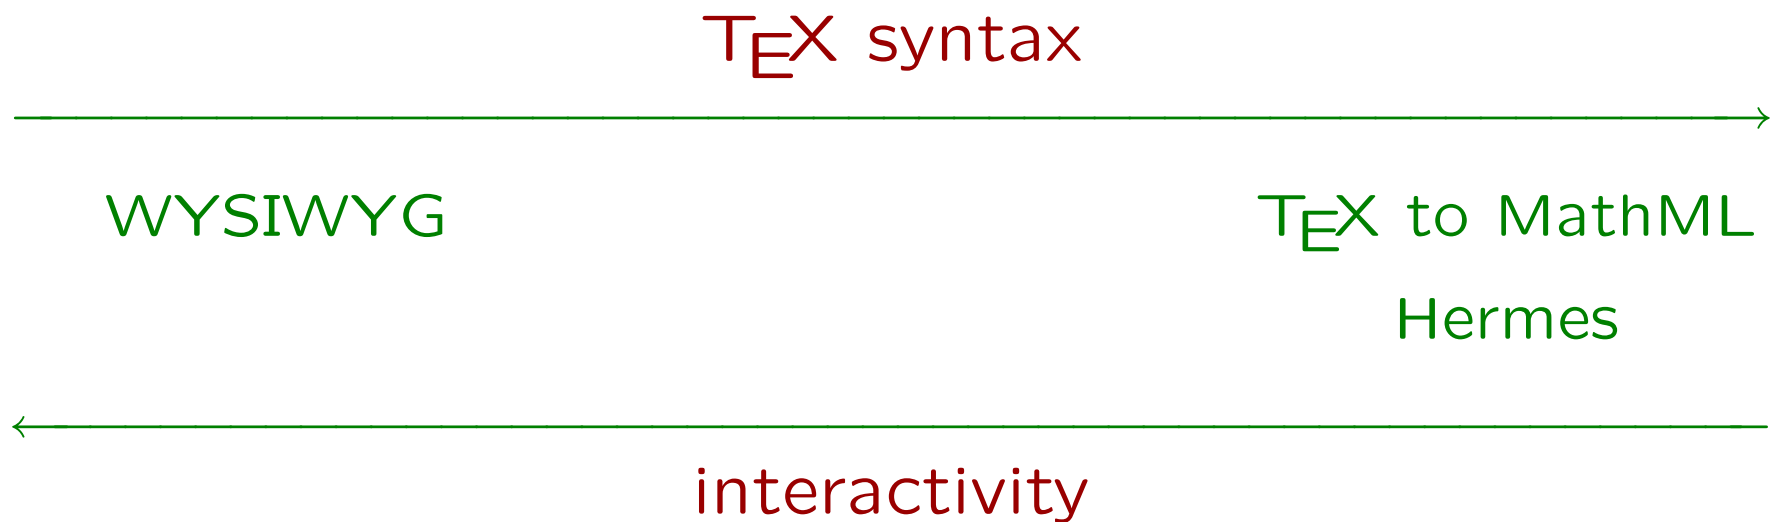 TEX syntax
WYSIWYG TEX to MathML
Hermes
interactivity